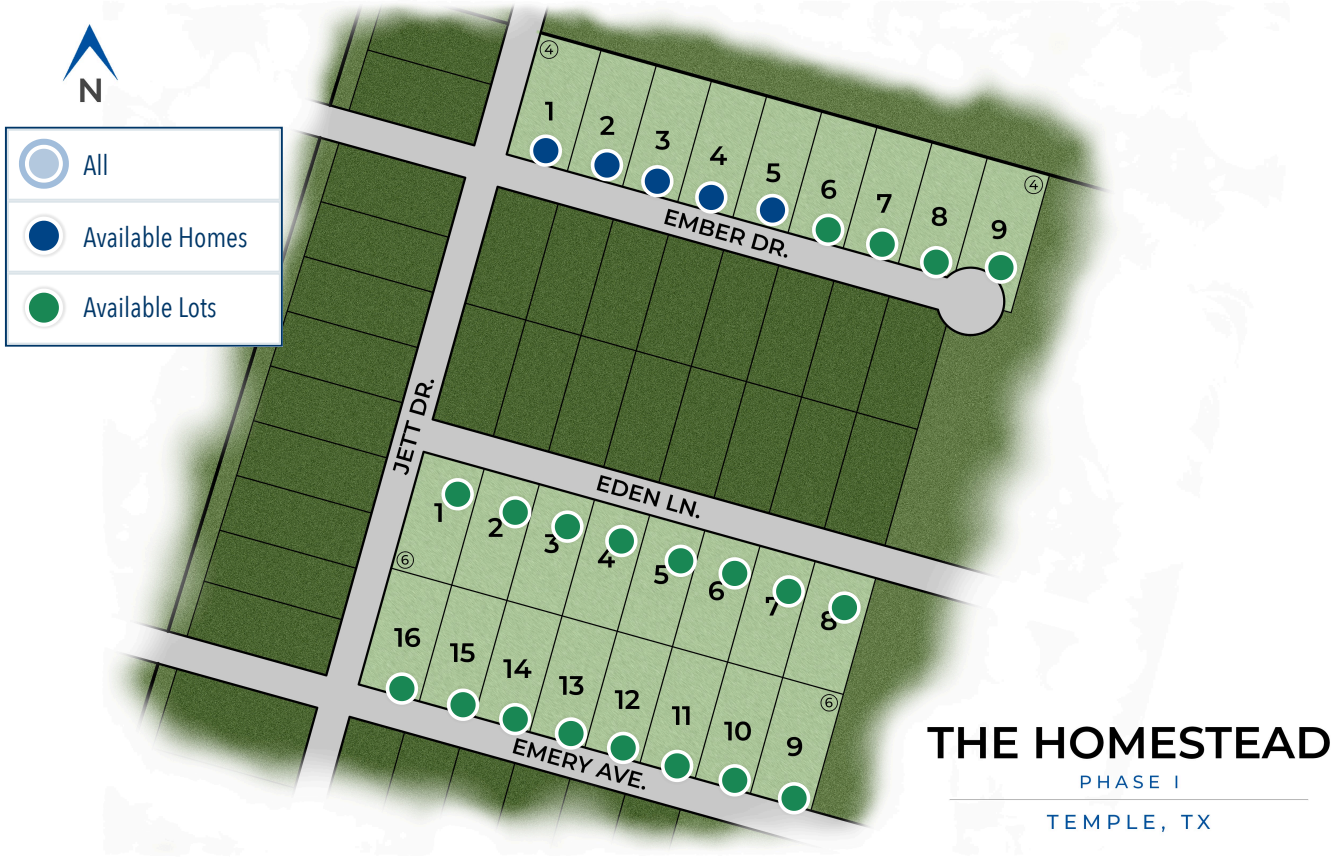 N
All
Available Homes
Available Lots
④
1
2
3
4
5
6
7
8
9
④
EMBER DR.
JETT DR.
EDEN LN.
1
2
3
4
5
6
7
8
⑥
16
15
14
13
12
11
10
9
⑥
EMERY AVE.
THE HOMESTEAD
PHASE I
TEMPLE, TX